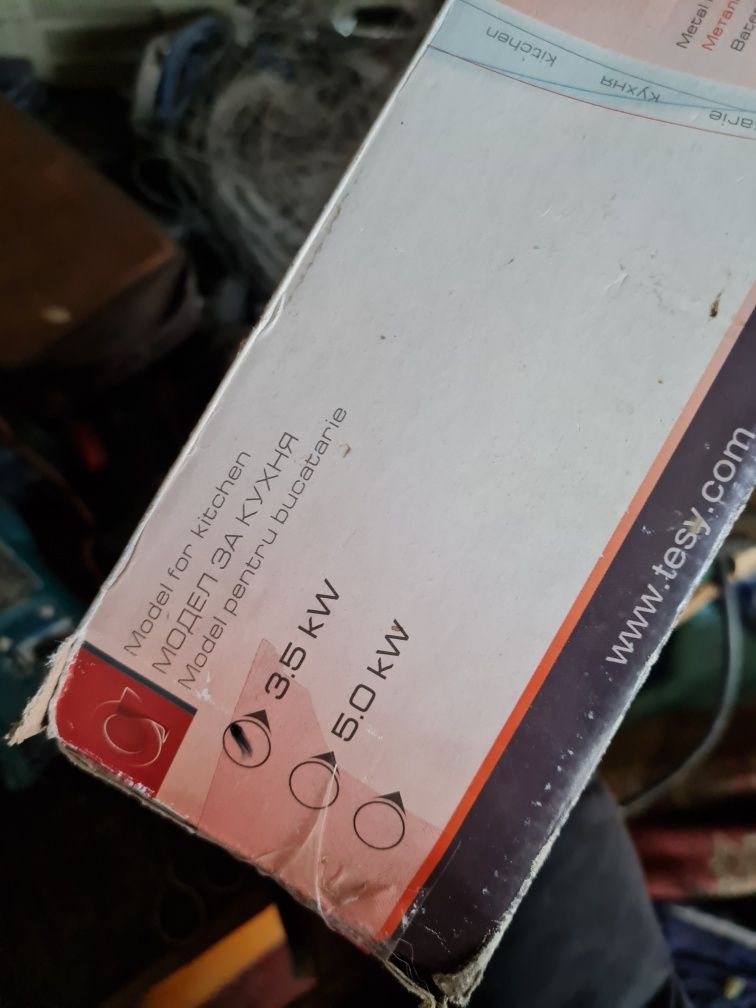 Metal
Метал
Bate
kitchen
кухня
arie
Model for kitchen
МОДЕЛ ЗА КУХНЯ
Model pentru bucatarie
3.5 kW
5.0 kW
www.tesy.com